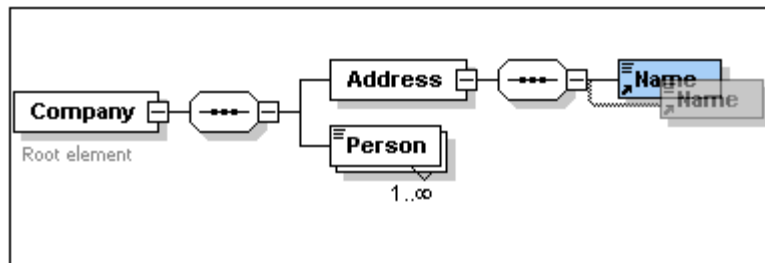 Address
Name
Name
Company
Root element
Person
1..∞